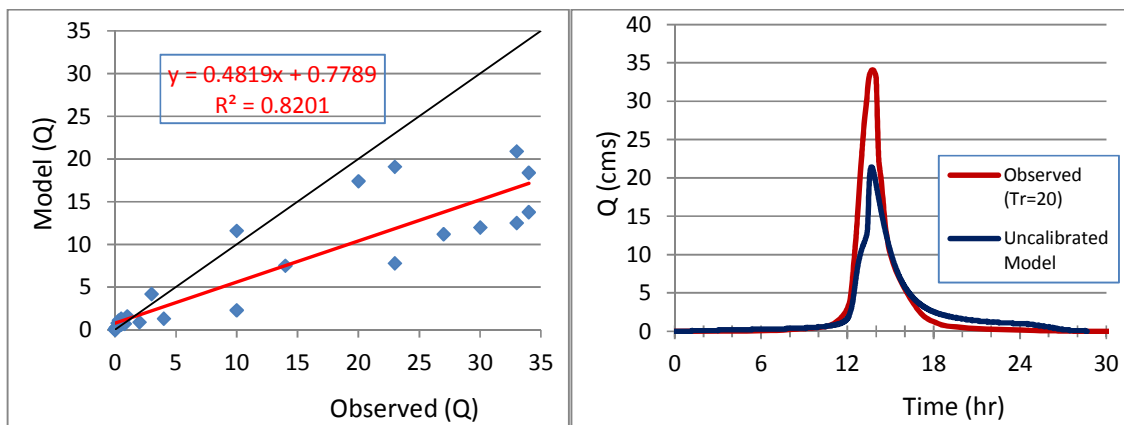 35
30
25
20
15
10
5
0
Model (Q)
y = 0.4819x + 0.7789
R² = 0.8201
0 5 10 15 20 25 30 35
Observed (Q)
40
35
30
25
20
15
10
5
0
Q (cms)
Observed
(Tr=20)
Uncalibrated
Model
0 6 12 18 24 30
Time (hr)